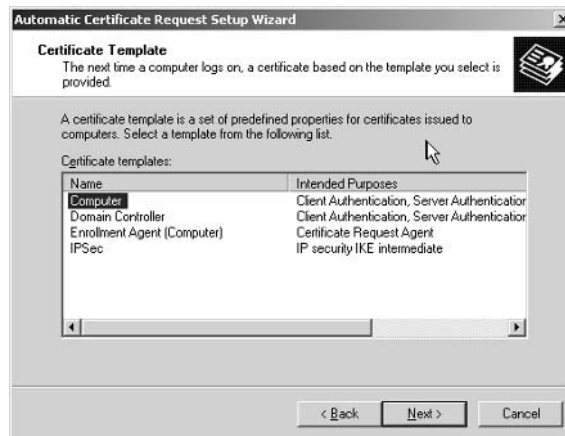 Automatic Certificate Request Setup Wizard
Certificate Template
The next time a computer logs on, a certificate based on the template you select is
provided.
A certificate template is a set of predefined properties for certificates issued to
computers. Select a template from the following list.
Certificate templates:
Name Intended Purposes
Computer Client Authentication, Server Authentication
Domain Controller Client Authentication, Server Authentication
Enrollment Agent (Computer) Certificate Request Agent
IPSec IP security IKE intermediate
< Back Next > Cancel